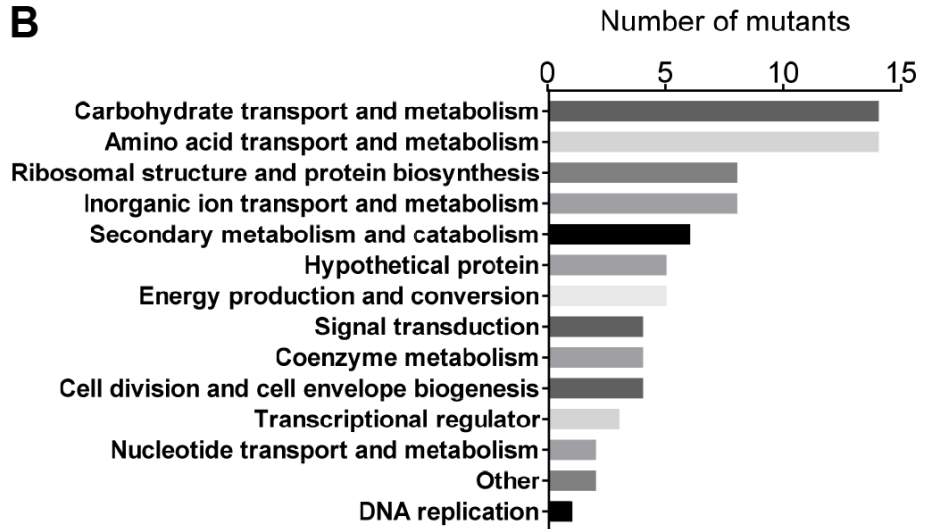 B
Number of mutants
0 5 10 15
Carbohydrate transport and metabolism
Amino acid transport and metabolism
Ribosomal structure and protein biosynthesis
Inorganic ion transport and metabolism
Secondary metabolism and catabolism
Hypothetical protein
Energy production and conversion
Signal transduction
Coenzyme metabolism
Cell division and cell envelope biogenesis
Transcriptional regulator
Nucleotide transport and metabolism
Other
DNA replication